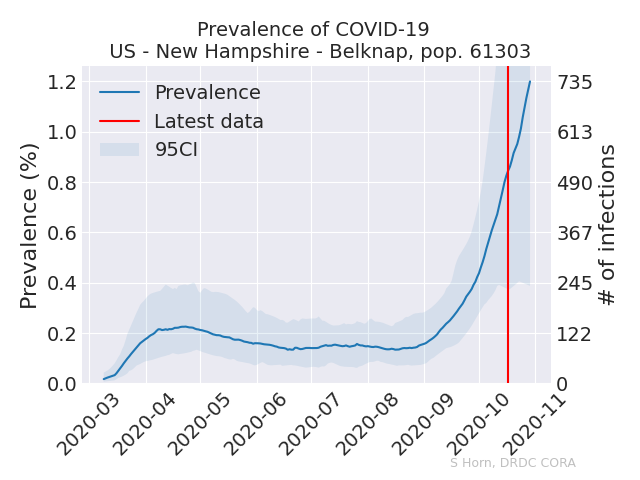 Prevalence of COVID-19
US - New Hampshire - Belknap, pop. 61303
Prevalence
Latest data
95CI
Prevalence (%)
1.2
1.0
0.8
0.6
0.4
0.2
0.0
735
613
490
367
245
122
0
# of infections
2020-03
2020-04
2020-05
2020-06
2020-07
2020-08
2020-09
2020-10
2020-11
S Horn, DRDC CORA